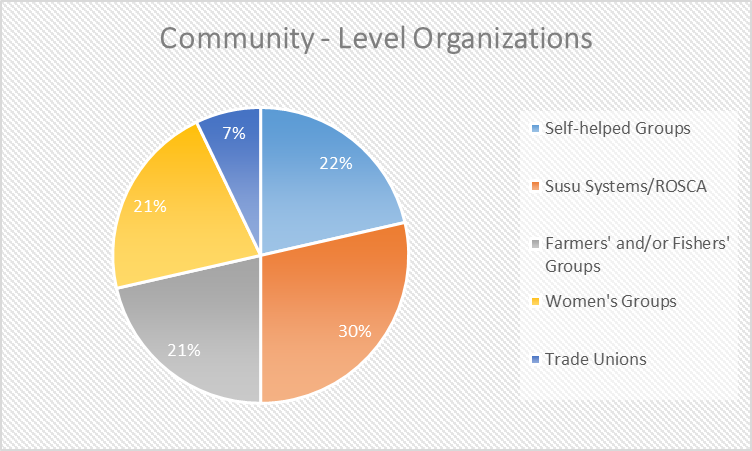 Community - Level Organizations
7%
22%
21%
30%
21%
Self-helped Groups
Susu Systems/ROSCA
Farmers' and/or Fishers'
Groups
Women's Groups
Trade Unions